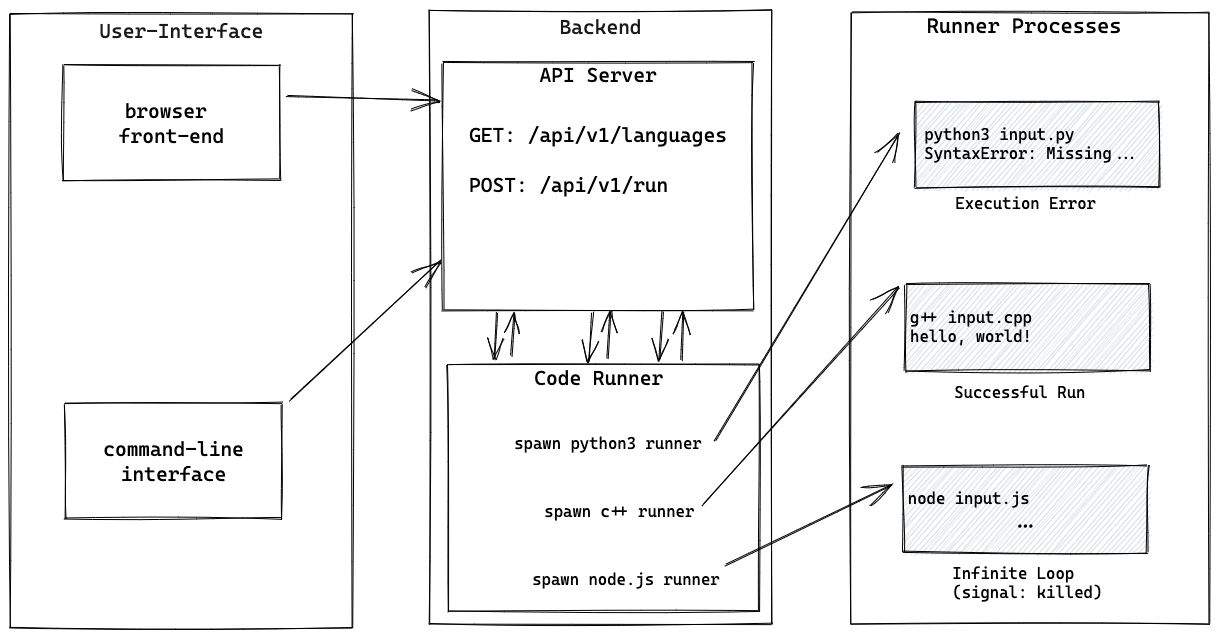 User-Interface
browser
front-end
command-line
interface
Backend
API Server
GET: /api/v1/languages
POST: /api/v1/run
Code Runner
spawn python3 runner
spawn c++ runner
spawn node.js runner
Runner Processes
python3 input.py
SyntaxError: Missing...
Execution Error
g++ input.cpp
hello, world!
Successful Run
node input.js
...
Infinite Loop
(signal: killed)